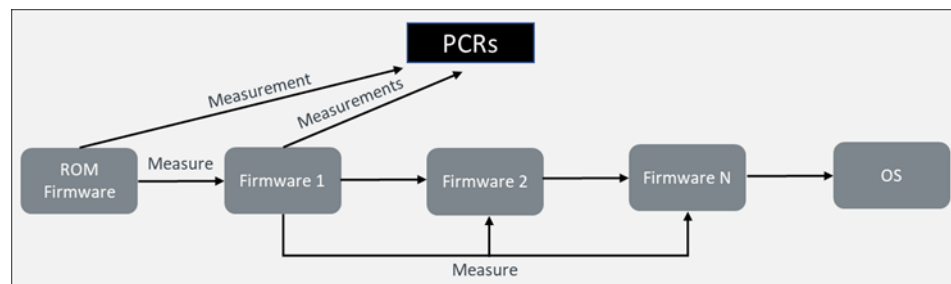 PCRs
Measurement
Measurements
ROM
Firmware
Measure
Firmware 1
Firmware 2
Firmware N
OS
Measure